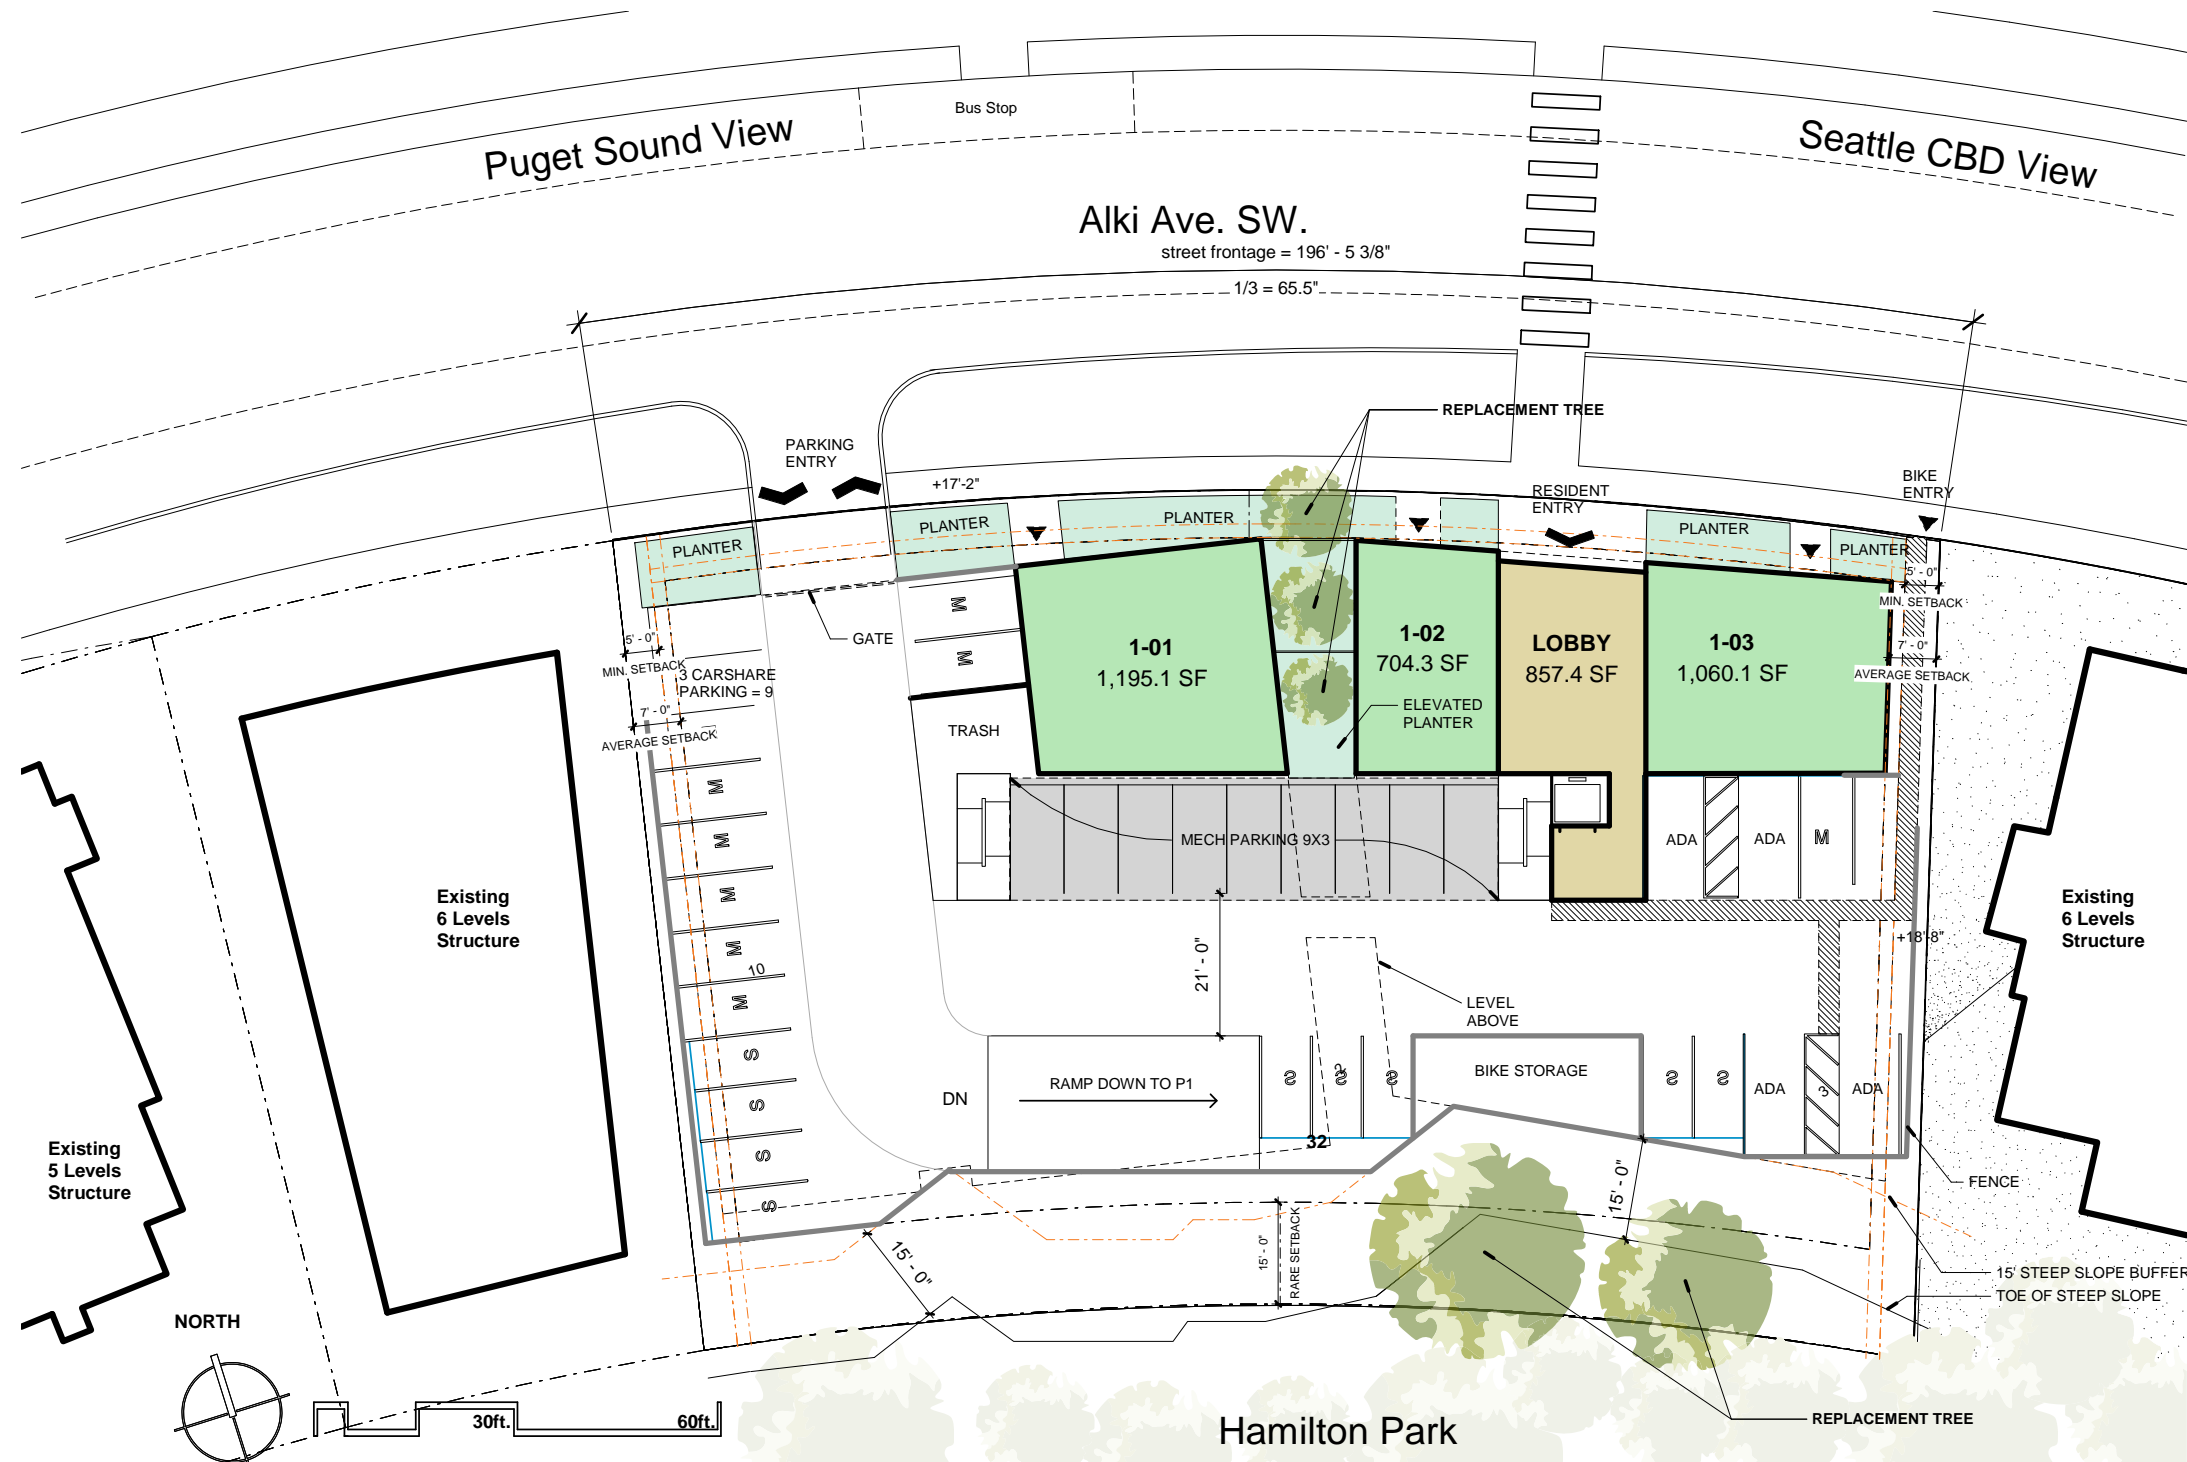 Bus Stop
Puget Sound View
Seattle CBD View
Alki Ave. SW.
street frontage = 196' - 5 3/8"
1/3 = 65.5"
REPLACEMENT TREE
PARKING
ENTRY
+17'-2"
RESIDENT
ENTRY
BIKE
ENTRY
PLANTER
PLANTER
PLANTER
PLANTER
PLANTER
5' - 0"
MIN. SETBACK
7' - 0"
AVERAGE SETBACK
GATE
5' - 0"
MIN. SETBACK
3 CARSHARE
PARKING = 9
7' - 0"
AVERAGE SETBACK
M
M
1-01
1,195.1 SF
1-02
704.3 SF
LOBBY
857.4 SF
1-03
1,060.1 SF
ELEVATED
PLANTER
TRASH
MECH PARKING 9X3
ADA
ADA
M
M
M
M
M
M
10
S
S
S
S
Existing
6 Levels
Structure
Existing
6 Levels
Structure
Existing
5 Levels
Structure
+18'-8"
21' - 0"
LEVEL
ABOVE
DN
RAMP DOWN TO P1
S
S
S
2
32
BIKE STORAGE
S
S
ADA
3
ADA
FENCE
15' - 0"
15' - 0"
15' - 0"
RARE SETBACK
15' STEEP SLOPE BUFFER
TOE OF STEEP SLOPE
NORTH
30ft.
60ft.
Hamilton Park
REPLACEMENT TREE